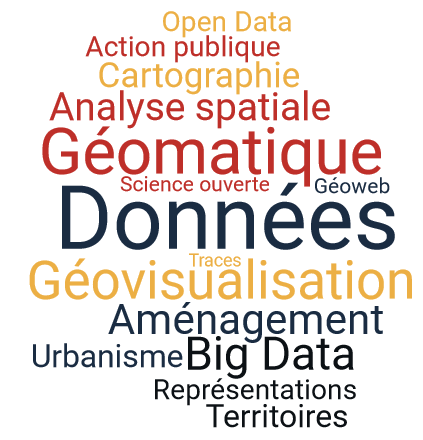 Open Data
Action publique
Cartographie
Analyse spatiale
Géomatique
Science ouverte
Géoweb
Données
Traces
Géovisualisation
Aménagement
Urbanisme
Big Data
Représentations
Territoires